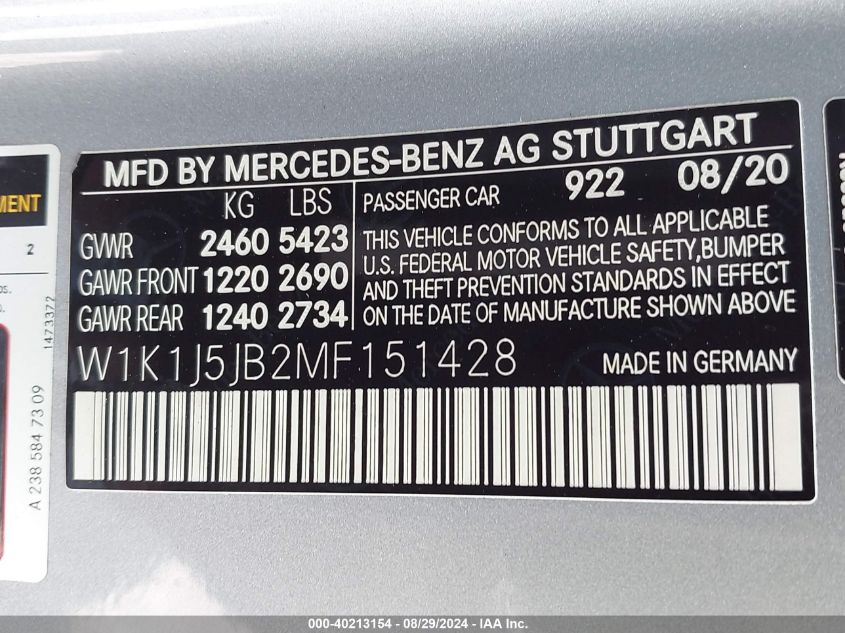 MFD BY MERCEDES-BENZ AG STUTTGART
KG LBS
GVWR 2460 5423
GAWR FRONT 1220 2690
GAWR REAR 1240 2734
PASSENGER CAR 922 08/20
THIS VEHICLE CONFORMS TO ALL APPLICABLE
U.S. FEDERAL MOTOR VEHICLE SAFETY,BUMPER
AND THEFT PREVENTION STANDARDS IN EFFECT
ON THE DATE OF MANUFACTURE SHOWN ABOVE
W1K1J5JB2MF151428 MADE IN GERMANY
MENT
2
1473372
A 238 584 73 09
000-40213154 - 08/29/2024 - IAA Inc.